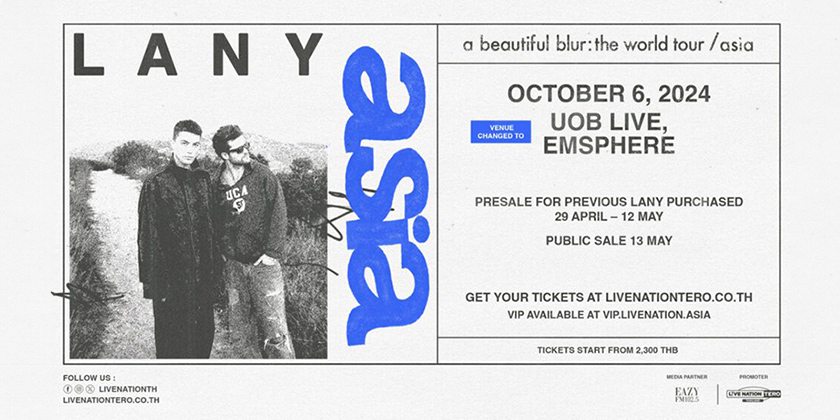 LANY
asia
a beautiful blur: the world tour / asia
OCTOBER 6, 2024
VENUE
CHANGED TO
UOB LIVE,
EMSPHERE
PRESALE FOR PREVIOUS LANY PURCHASED
29 APRIL – 12 MAY
PUBLIC SALE 13 MAY
GET YOUR TICKETS AT LIVENATIONTERO.CO.TH
VIP AVAILABLE AT VIP.LIVENATION.ASIA
TICKETS START FROM 2,300 THB
UCA
FOLLOW US :
LIVENATIONTH
LIVENATIONTERO.CO.TH
MEDIA PARTNER
EAZY
FM 102.5
PROMOTER
LIVE NATION TERO